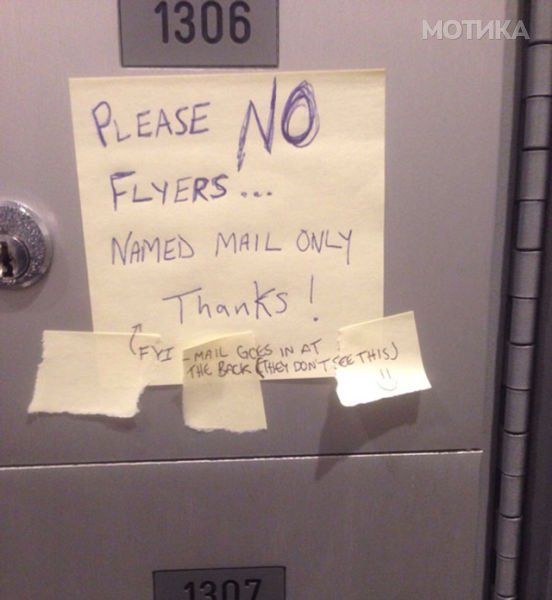 1306
МОТИКА
PLEASE NO
FLYERS...
NAMED MAIL ONLY
Thanks!
(FYI - MAIL GOES IN AT
THE BACK (THEY DON'T SEE THIS)
1307